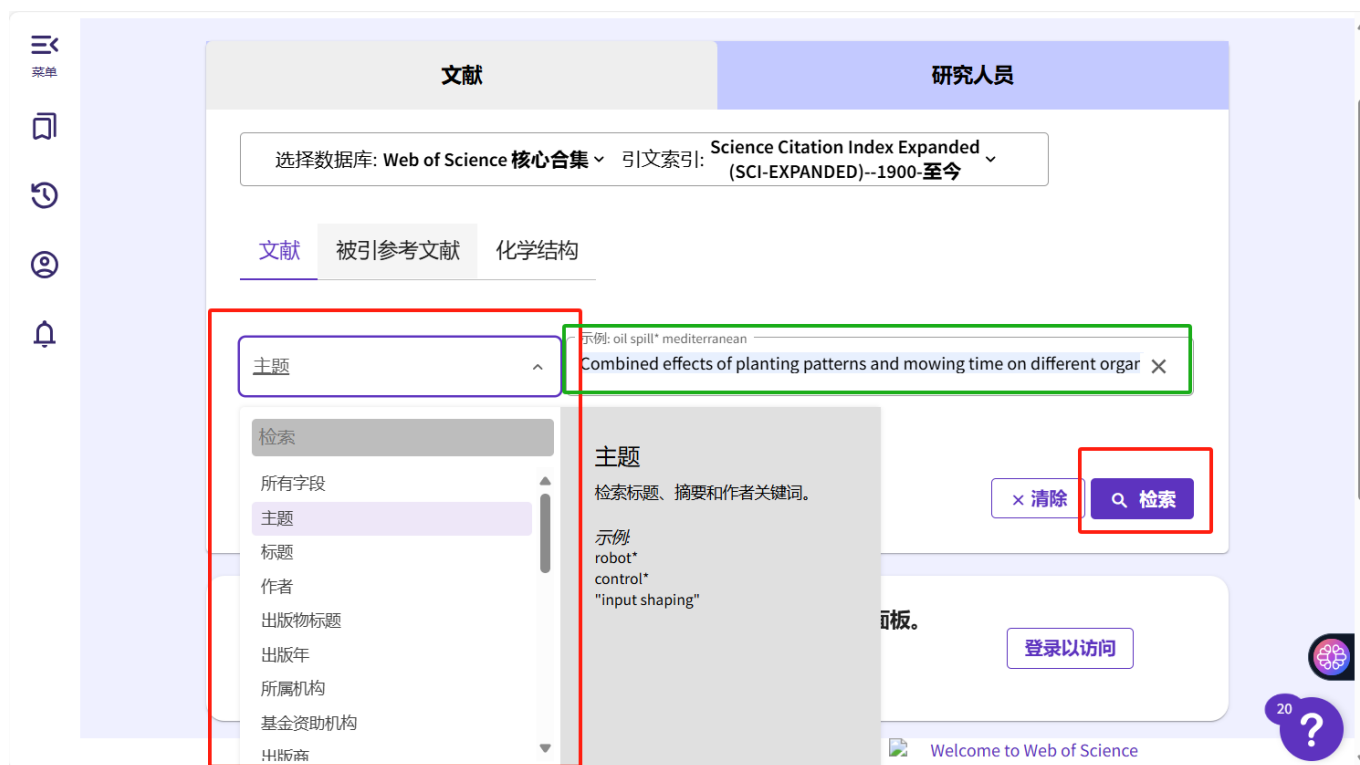 菜单
文献
研究人员
选择数据库: Web of Science 核心合集
引文索引:
Science Citation Index Expanded
(SCI-EXPANDED)--1900-至今
文献
被引参考文献
化学结构
主题
示例: oil spill* mediterranean
Combined effects of planting patterns and mowing time on different organ
检索
所有字段
主题
标题
作者
出版物标题
出版年
所属机构
基金资助机构
出版商
主题
检索标题、摘要和作者关键词。
示例:
robot*
control*
"input shaping"
清除
检索
面板。
登录以访问
20
?
Welcome to Web of Science